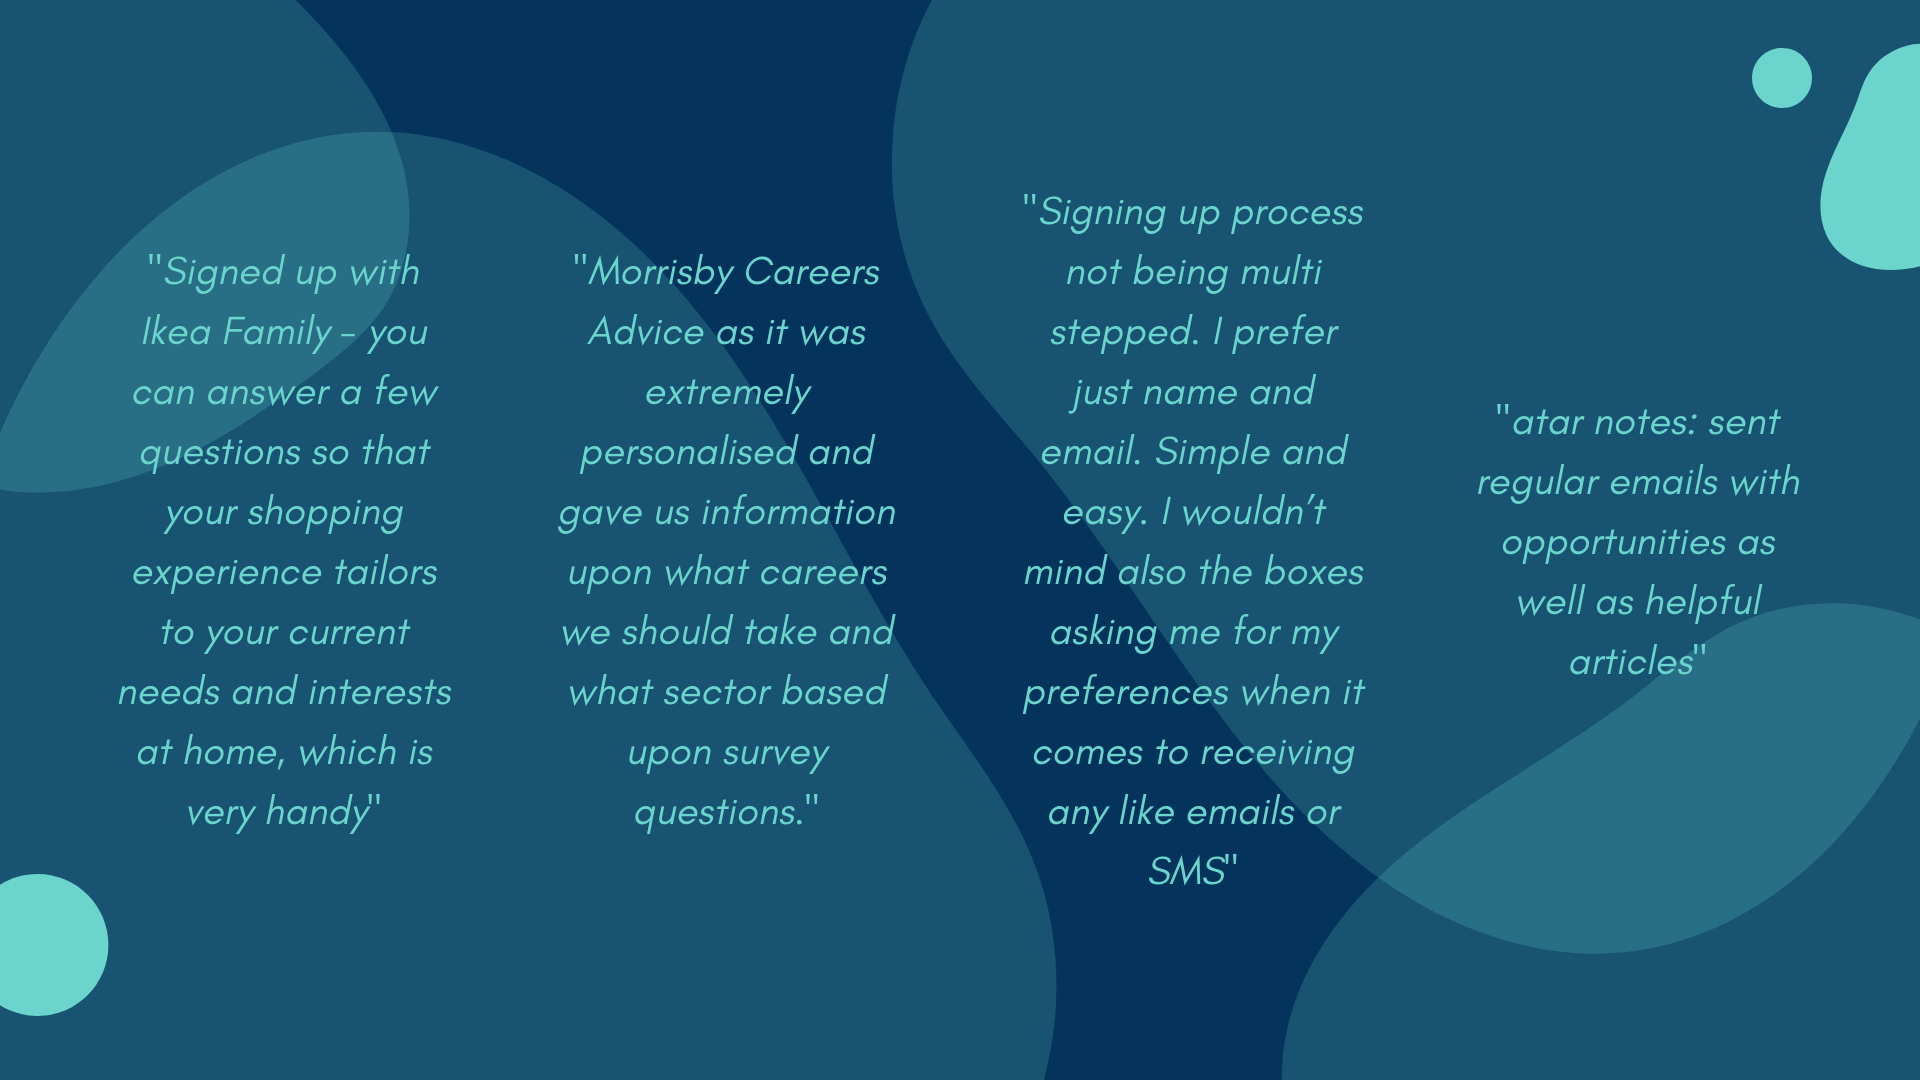 "Signed up with
Ikea Family - you
can answer a few
questions so that
your shopping
experience tailors
to your current
needs and interests
at home, which is
very handy"
"Morrisby Careers
Advice as it was
extremely
personalised and
gave us information
upon what careers
we should take and
what sector based
upon survey
questions."
"Signing up process
not being multi
stepped. I prefer
just name and
email. Simple and
easy. I wouldn’t
mind also the boxes
asking me for my
preferences when it
comes to receiving
any like emails or
SMS"
"atar notes: sent
regular emails with
opportunities as
well as helpful
articles"